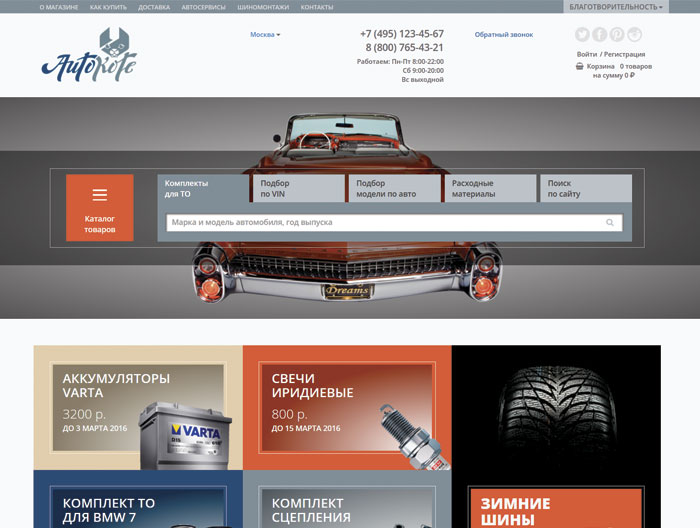 О МАГАЗИНЕ КАК КУПИТЬ ДОСТАВКА АВТОСЕРВИСЫ ШИНОМОНТАЖИ КОНТАКТЫ БЛАГОТВОРИТЕЛЬНОСТЬ
AutoКоте
Москва
+7 (495) 123-45-67
8 (800) 765-43-21
Работаем: Пн-Пт 8:00-22:00
Сб 9:00-20:00
Вс выходной
Обратный звонок
Войти / Регистрация
Корзина 0 товаров
на сумму 0 ₽
Каталог
товаров
Комплекты
для ТО
Подбор
по VIN
Подбор
модели по авто
Расходные
материалы
Поиск
по сайту
Марка и модель автомобиля, год выпуска
Dreams
АККУМУЛЯТОРЫ
VARTA
3200 р.
ДО 3 МАРТА 2016
VARTA
СВЕЧИ
ИРИДИЕВЫЕ
800 р.
ДО 15 МАРТА 2016
КОМПЛЕКТ ТО
ДЛЯ BMW 7
КОМПЛЕКТ
СЦЕПЛЕНИЯ
ЗИМНИЕ
ШИНЫ